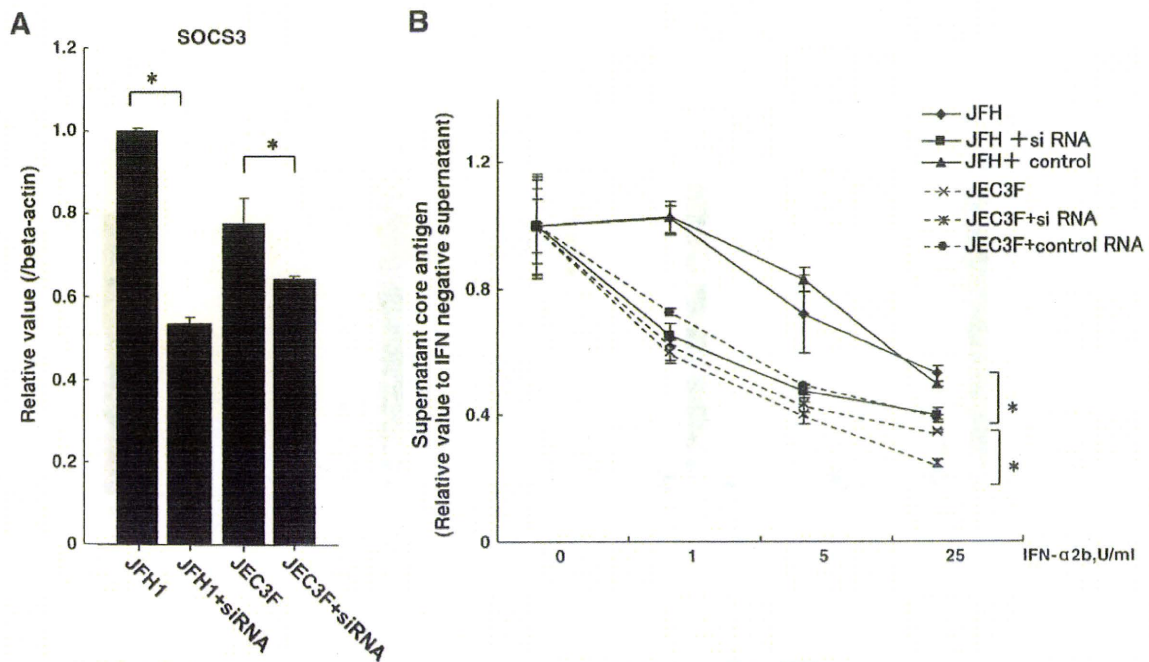 A
SOCS3
1.2
1.0
0.8
0.6
0.4
0.2
0
Relative value (/beta-actin)
*
*
JFH1
JFH1+siRNA
JEC3F
JEC3F+siRNA
B
1.2
0.8
0.4
0
Supernatant core antigen
(Relative value to IFN negative supernatant)
JFH
JFH +si RNA
JFH+ control
JEC3F
JEC3F+si RNA
JEC3F+control RNA
*
*
0 1 5 25 IFN-α2b,U/ml